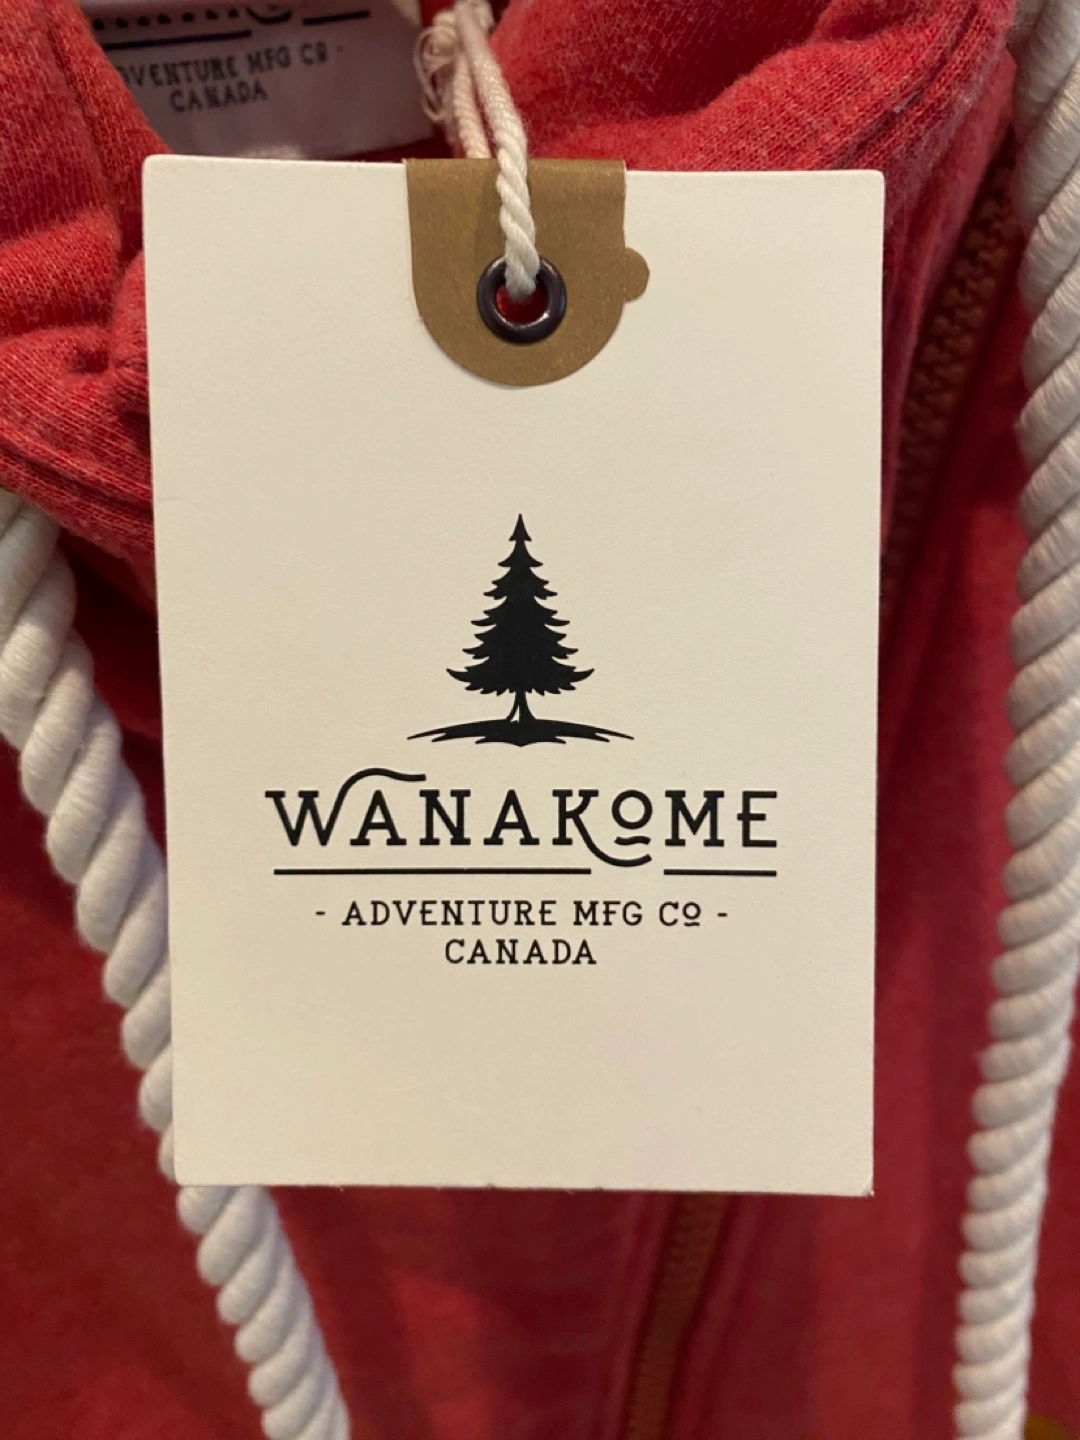 ADVENTURE MFG Cº -
CANADA
WANAKOME
- ADVENTURE MFG Cº -
CANADA